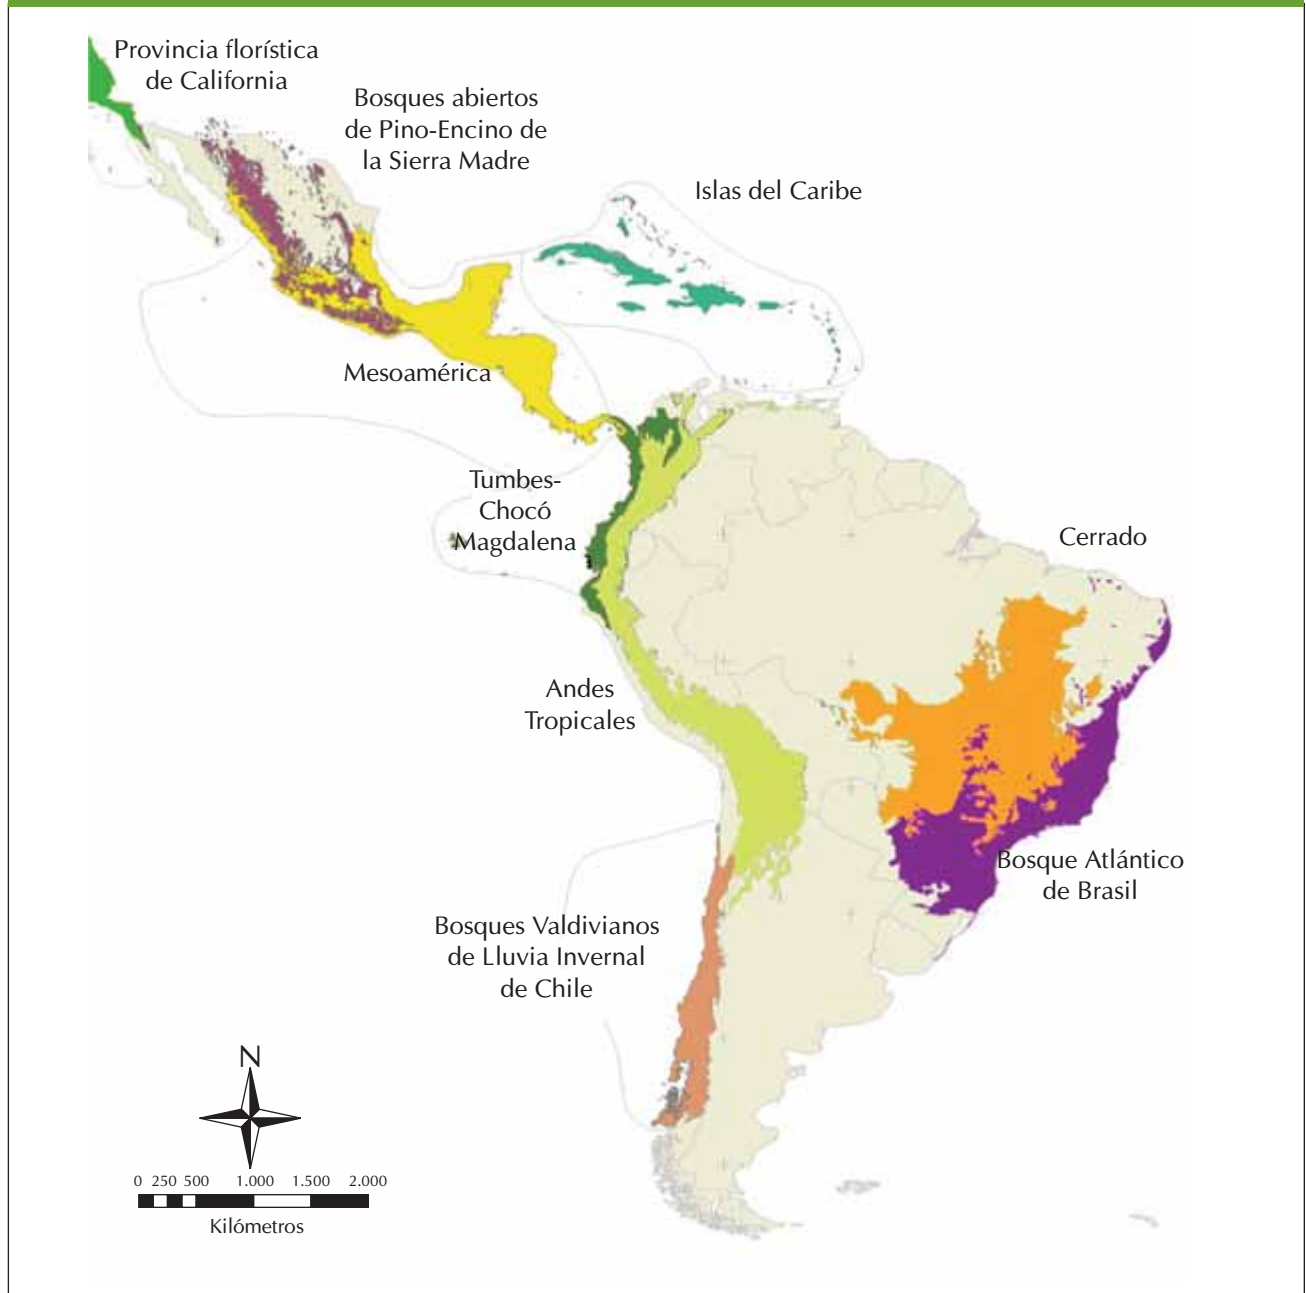 Provincia florística
de California
Bosques abiertos
de Pino-Encino de
la Sierra Madre
Islas del Caribe
Mesoamérica
Tumbes-
Chocó
Magdalena
Cerrado
Andes
Tropicales
Bosque Atlántico
de Brasil
Bosques Valdivianos
de Lluvia Invernal
de Chile
N
0 250 500 1.000 1.500 2.000
Kilómetros